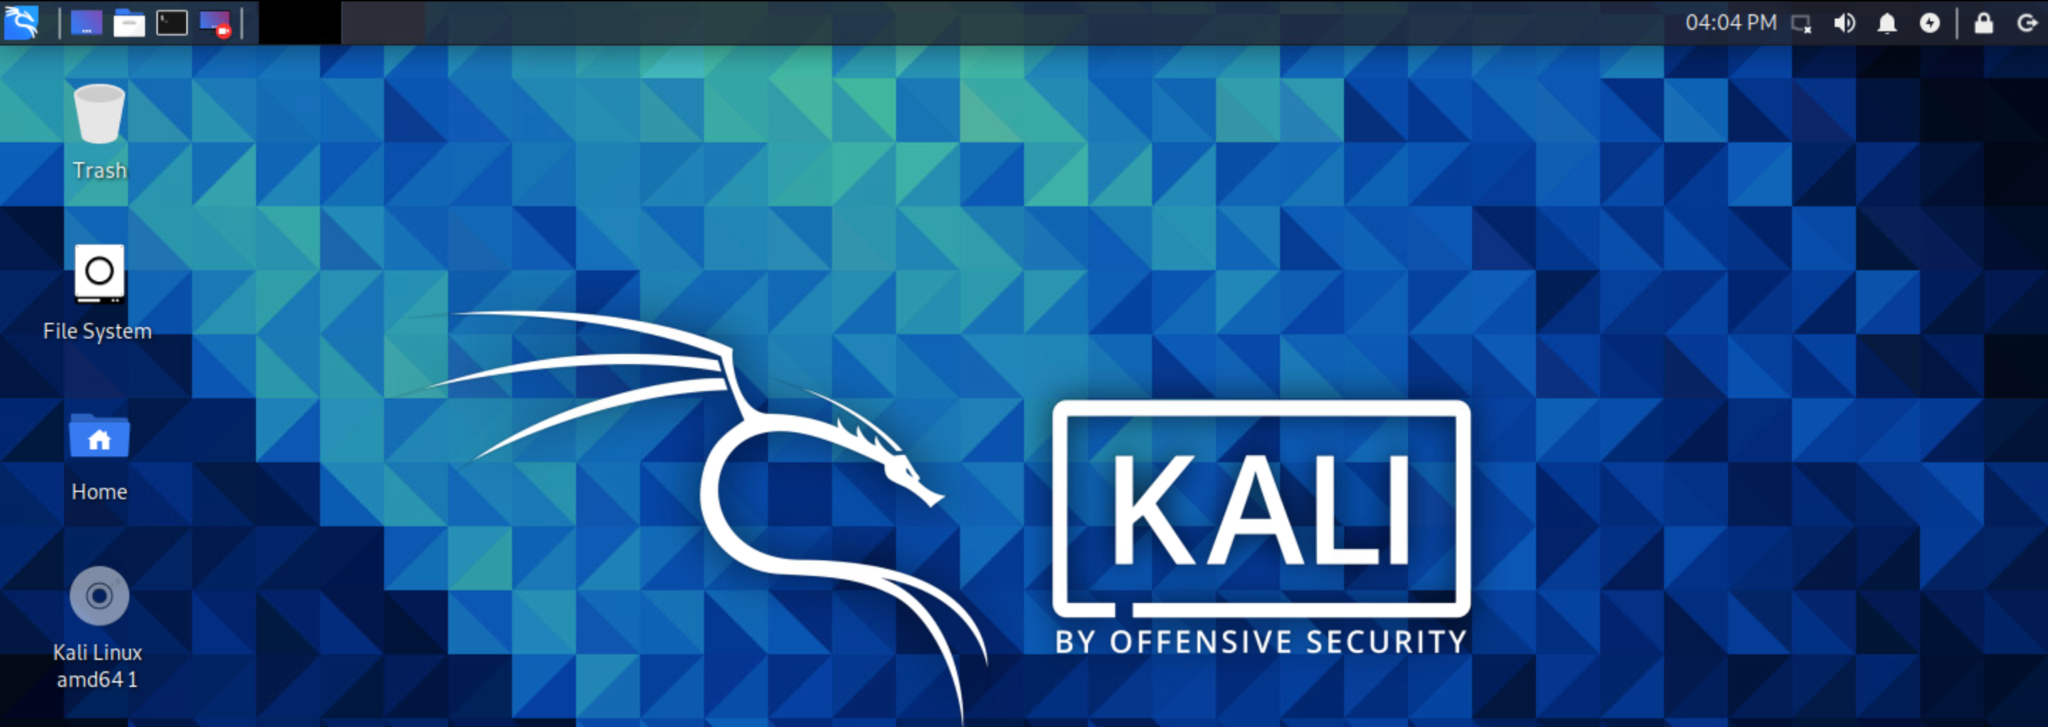 04:04 PM
Trash
File System
Home
Kali Linux
amd64 1
KALI
BY OFFENSIVE SECURITY